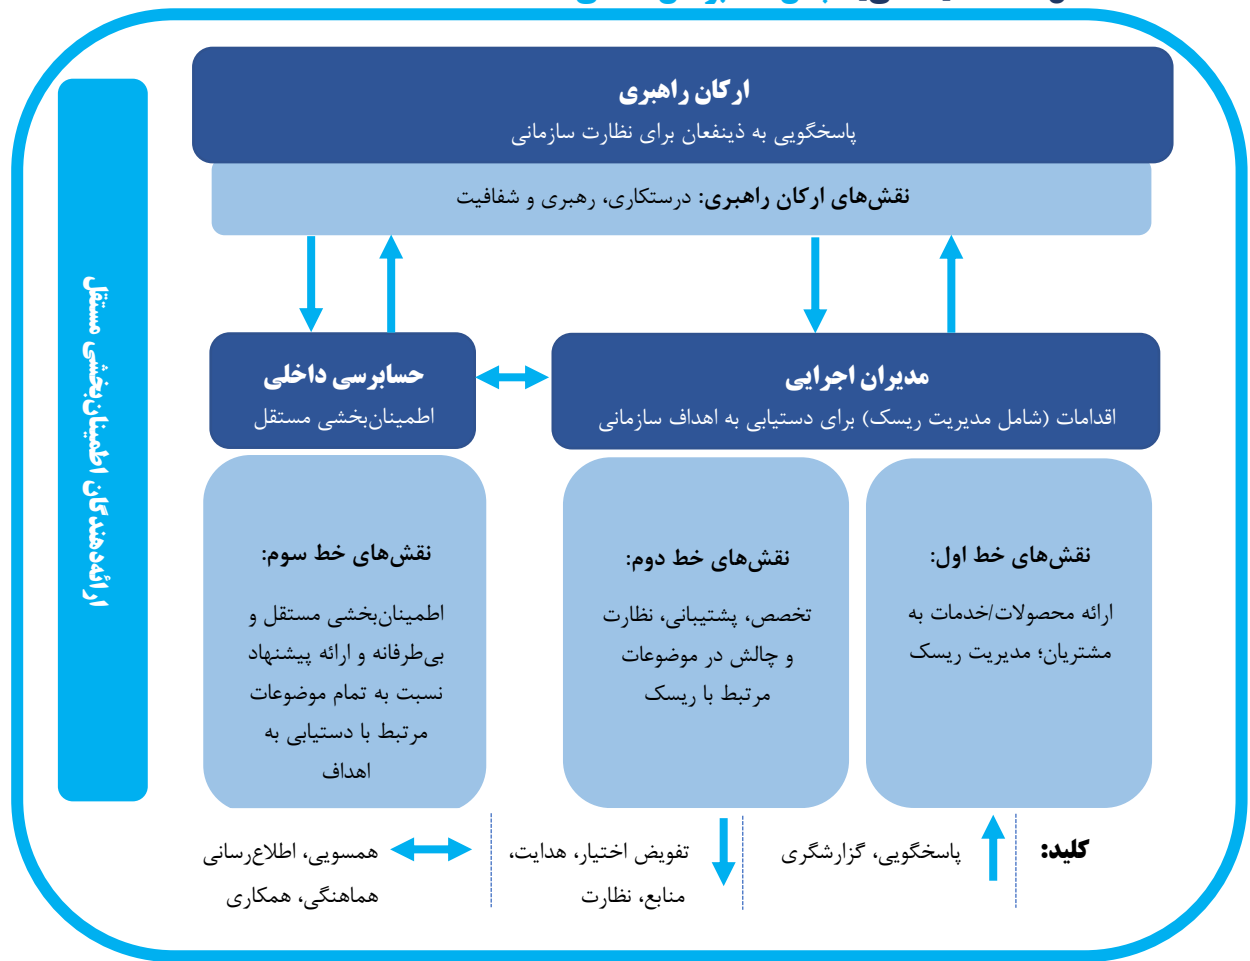 ارکان راهبری
پاسخگویی به ذینفعان برای نظارت سازمانی
نقش‌های ارکان راهبری: درستکاری، رهبری و شفافیت
مدیران اجرایی
اقدامات (شامل مدیریت ریسک) برای دستیابی به اهداف سازمانی
حسابرسی داخلی
اطمینان‌بخشی مستقل
نقش‌های خط اول:
ارائه محصولات/خدمات به
مشتریان؛ مدیریت ریسک
نقش‌های خط دوم:
تخصص، پشتیبانی، نظارت
و چالش در موضوعات
مرتبط با ریسک
نقش‌های خط سوم:
اطمینان‌بخشی مستقل و
بی‌طرفانه و ارائه پیشنهاد
نسبت به تمام موضوعات
مرتبط با دستیابی به
اهداف
ارائه‌دهندگان اطمینان‌بخشی مستقل
کلید:
پاسخگویی، گزارشگری
تفویض اختیار، هدایت،
منابع، نظارت
همسویی، اطلاع‌رسانی
هماهنگی، همکاری